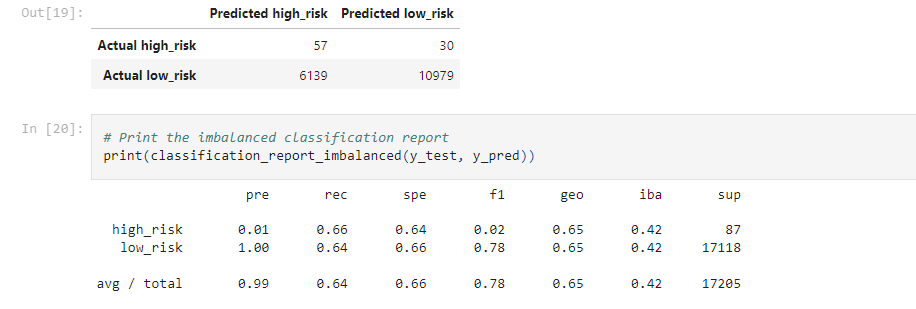 Out[19]:
Predicted high_risk Predicted low_risk
Actual high_risk 57 30
Actual low_risk 6139 10979
In [20]:
# Print the imbalanced classification report
print(classification_report_imbalanced(y_test, y_pred))
pre rec spe f1 geo iba sup
high_risk 0.01 0.66 0.64 0.02 0.65 0.42 87
low_risk 1.00 0.64 0.66 0.78 0.65 0.42 17118
avg / total 0.99 0.64 0.66 0.78 0.65 0.42 17205